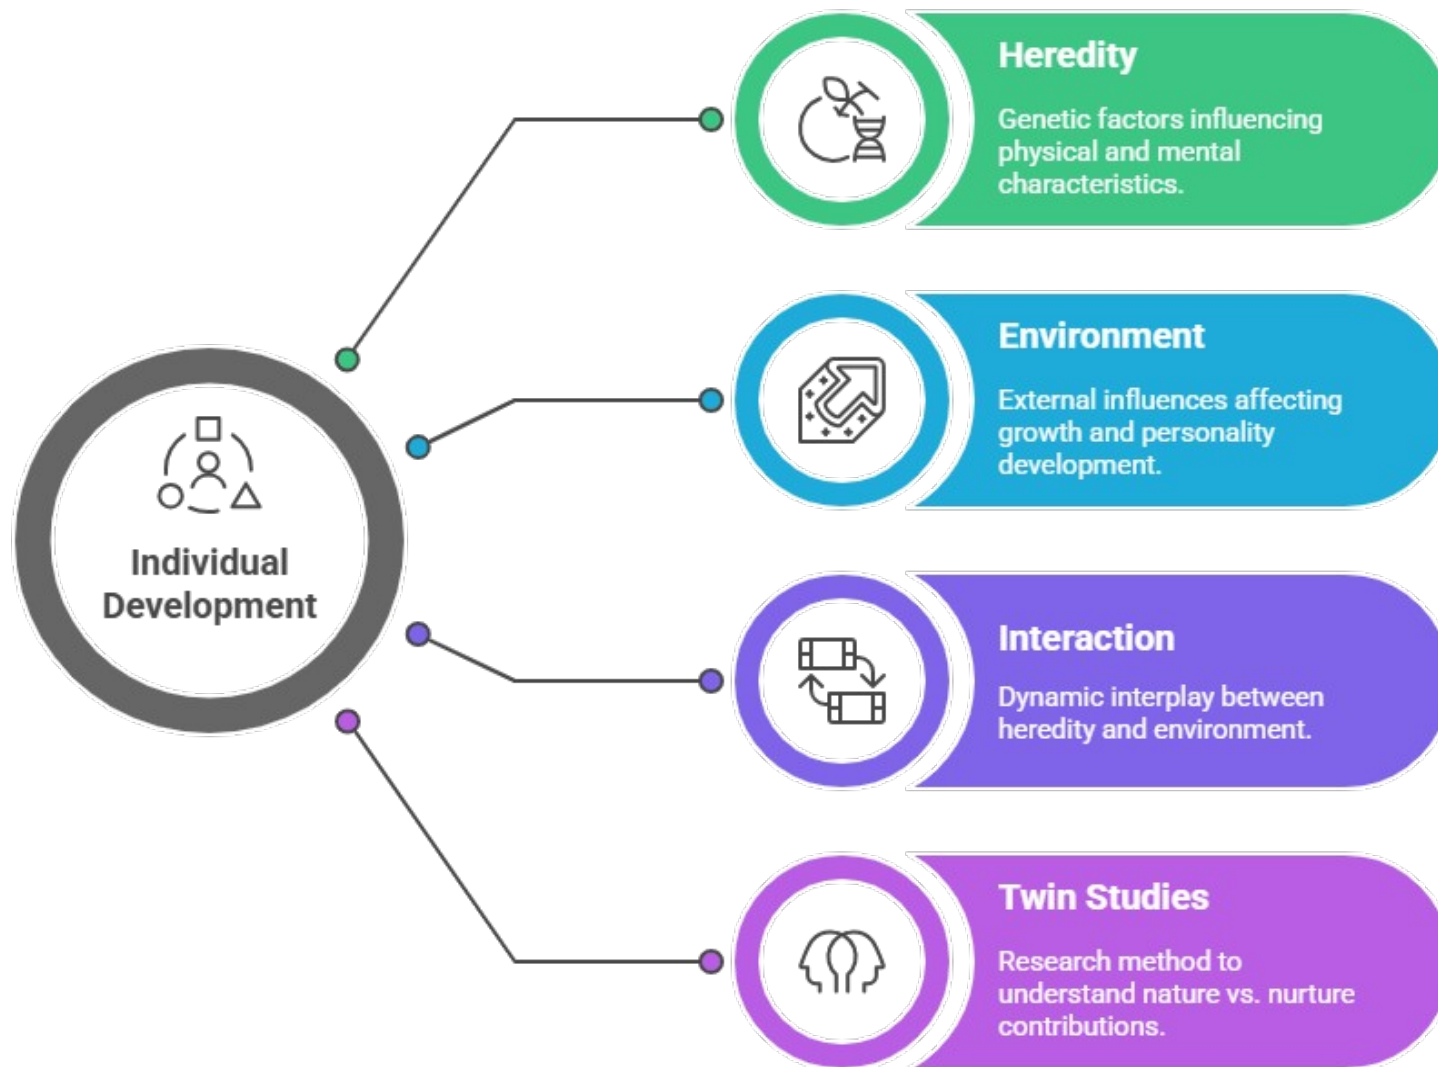 Individual
Development
Heredity
Genetic factors influencing
physical and mental
characteristics.
Environment
External influences affecting
growth and personality
development.
Interaction
Dynamic interplay between
heredity and environment.
Twin Studies
Research method to
understand nature vs. nurture
contributions.